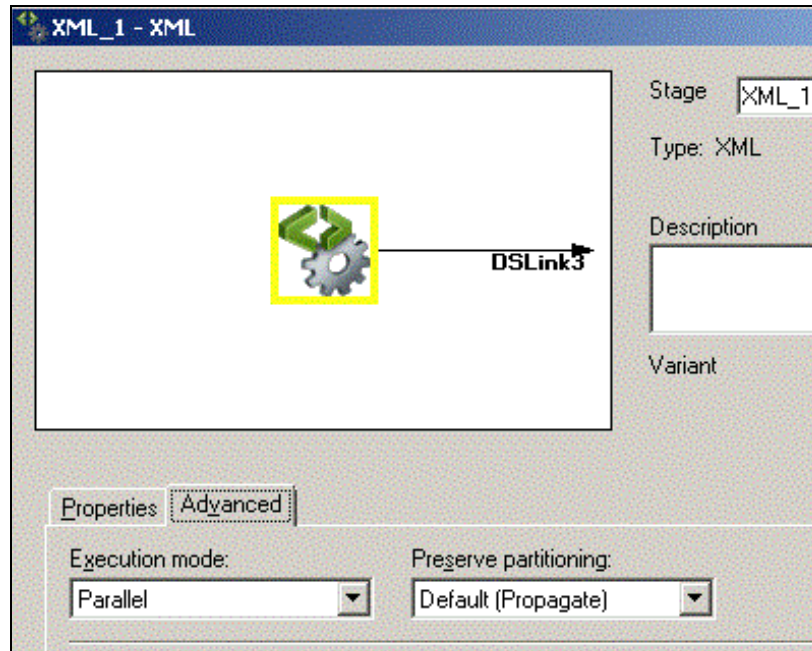 XML_1 - XML
Stage XML_1
Type: XML
DSLink3
Description
Variant
Properties Advanced
Execution mode: Preserve partitioning:
Parallel Default (Propagate)